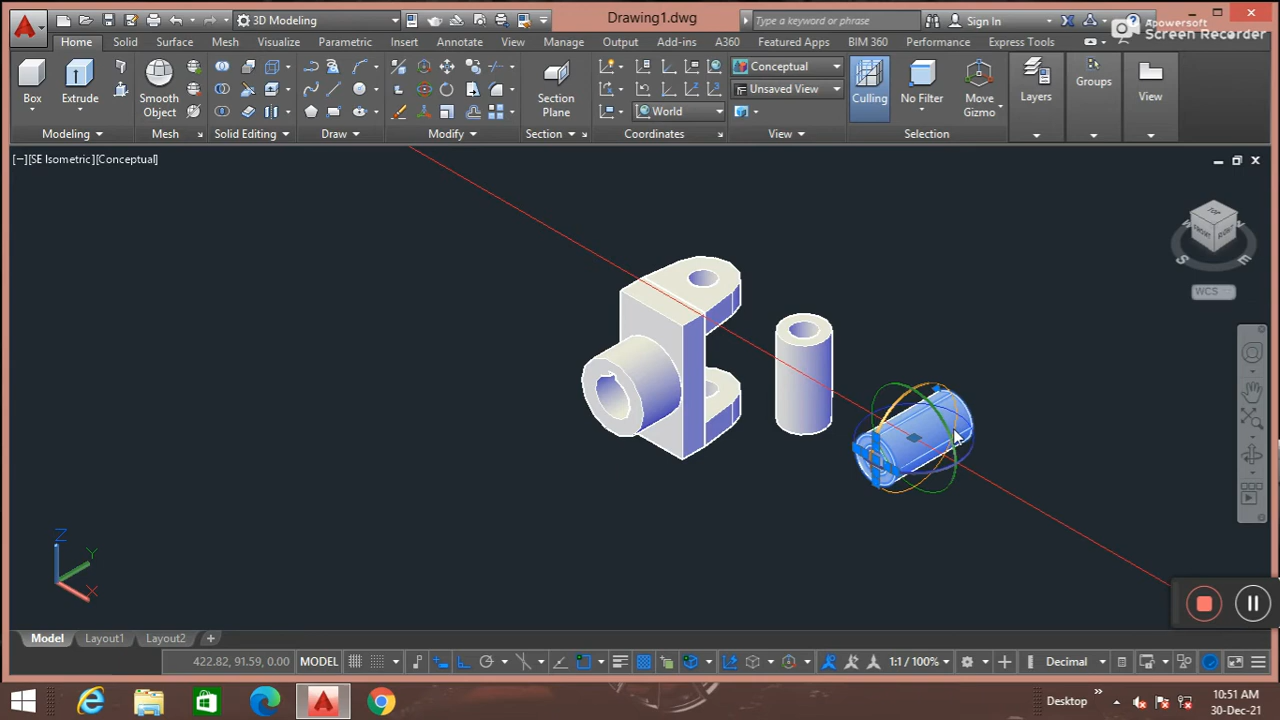 3D Modeling
Drawing1.dwg
Type a keyword or phrase
Sign In
Apowersoft
Screen Recorder
Home Solid Surface Mesh Visualize Parametric Insert Annotate View Manage Output Add-ins A360 Featured Apps BIM 360 Performance Express Tools
Box
Extrude
Smooth
Object
Section
Plane
World
Conceptual
Unsaved View
Culling
No Filter
Move
Gizmo
Layers
Groups
View
Modeling
Mesh
Solid Editing
Draw
Modify
Section
Coordinates
View
Selection
[−][SE Isometric][Conceptual]
TOP
FRONT
RIGHT
S
E
WCS
Z
Y
X
Model Layout1 Layout2 +
422.82, 91.59, 0.00 MODEL
1:1 / 100%
Decimal
Desktop
10:51 AM
30-Dec-21